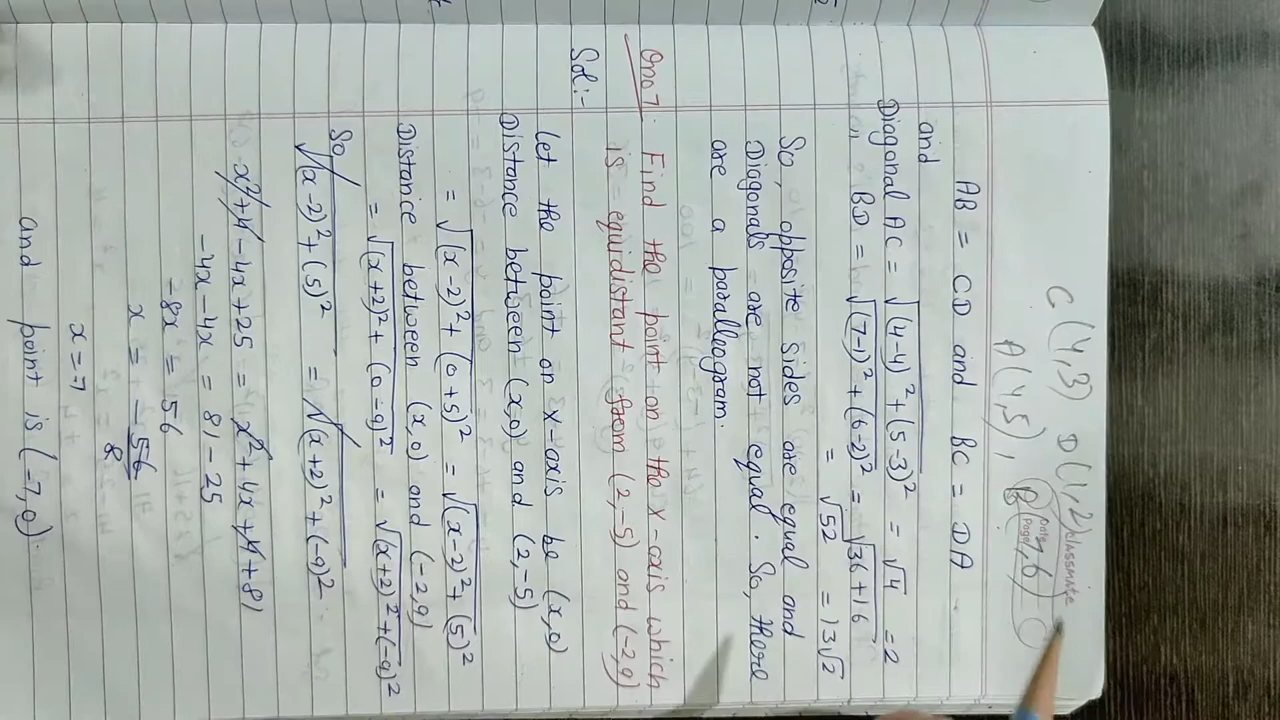 C (4,3) D(1,2)
classmate
Date
Page
A (4,5), B(7,6)
AB = CD and BC = DA
and
Diagonal AC = √(4-4)² + (5-3)² = √4 = 2
BD = √(7-1)² + (6-2)² = √36 + 16
= √52 = 13√2
So, opposite sides are equal and
Diagonals are not equal. So, there
are a paralleogram.
Qno 7. Find the point on the x-axis which
is equidistant from (2,-5) and (-2,9)
Sol:-
Let the point on x-axis be (x,0)
Distance between (x,0) and (2,-5)
= √(x-2)² + (0+5)² = √(x-2)² + (5)²
Distance between (x,0) and (-2,9)
= √(x+2)² + (0-9)² = √(x+2)² + (-9)²
So
√(x-2)² + (5)² = √(x+2)² + (-9)²
x² + 4 - 4x + 25 = x² + 4x + 4 + 81
-4x - 4x = 81 - 25
-8x = 56
x = -56/8
x = 7
and point is (-7,0).